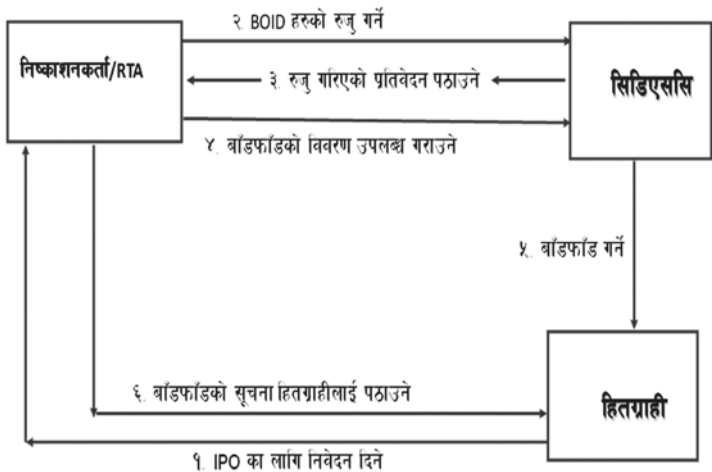 २. BOID हरुको रुजु गर्ने
निष्काशनकर्ता/RTA
३. रुजु गरिएको प्रतिवेदन पठाउने
सिडिएससि
४. बाँडफाँडको विवरण उपलब्ध गराउने
५. बाँडफाँड गर्ने
६. बाँडफाँडको सूचना हितग्राहीलाई पठाउने
हितग्राही
१. IPO का लागि निवेदन दिने